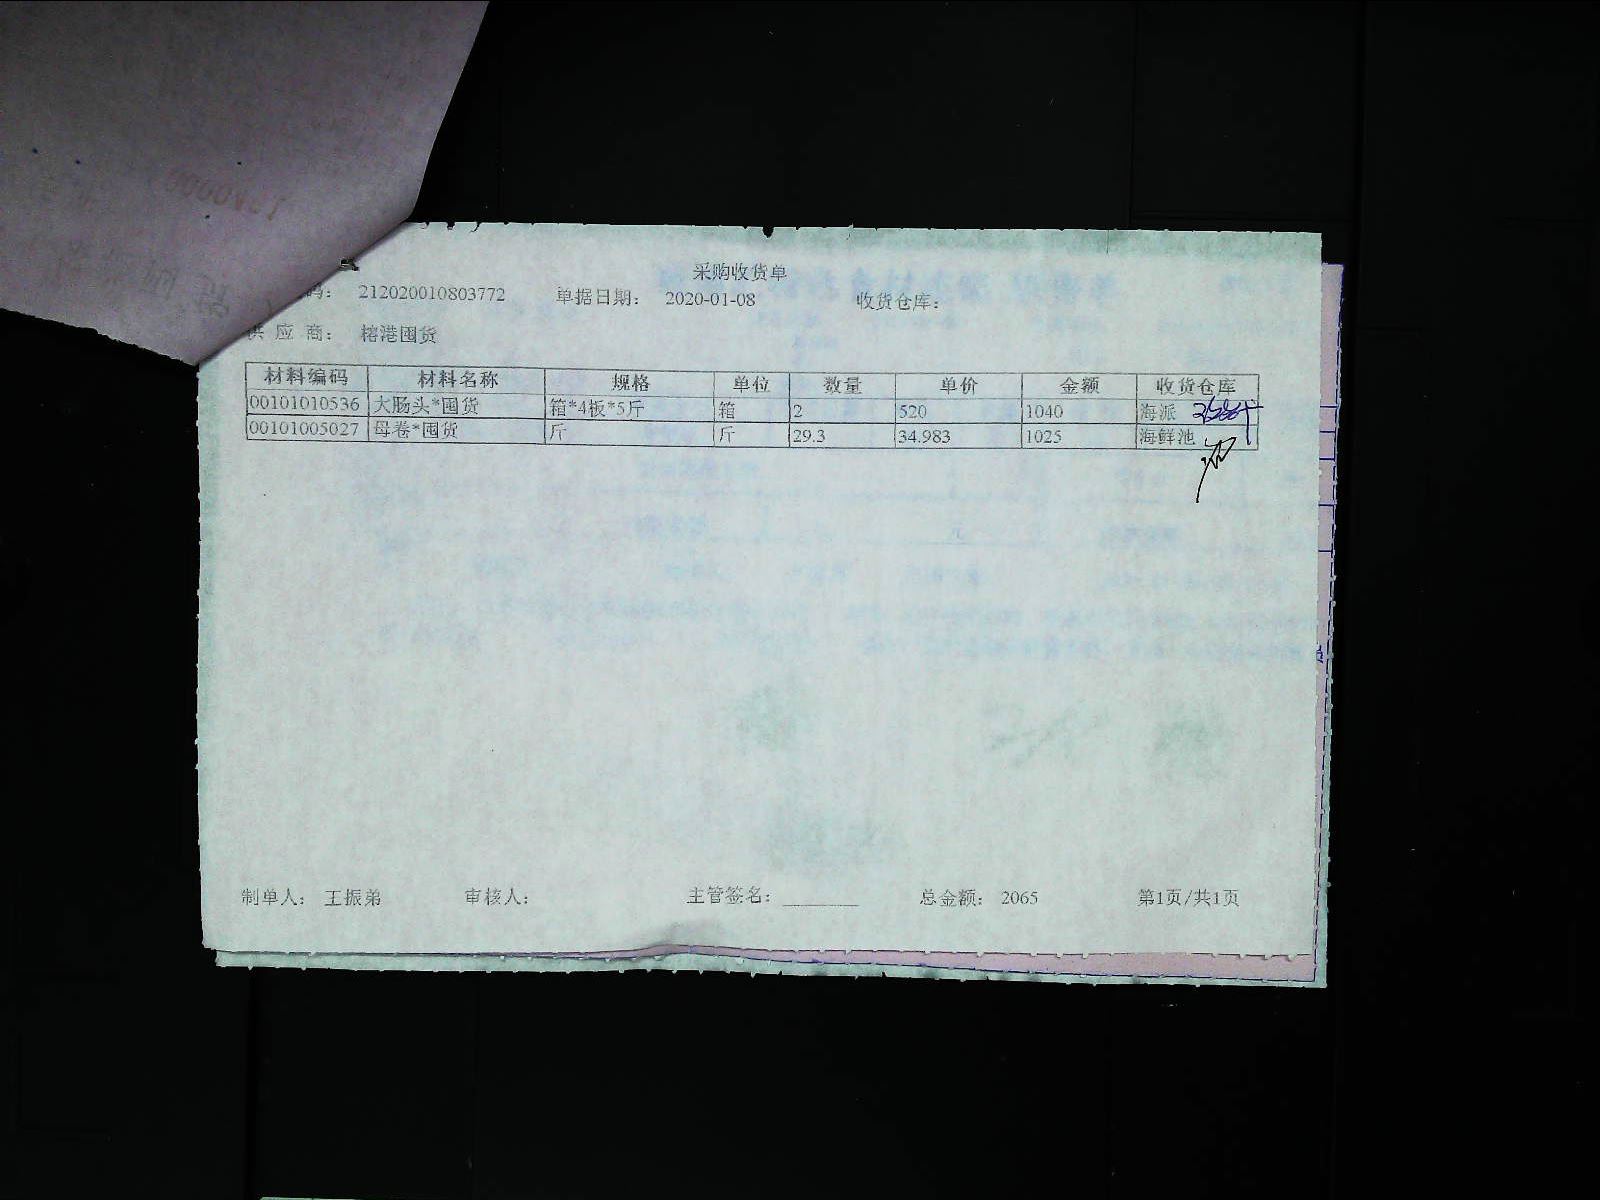 采购收货单
码： 212020010803772 单据日期： 2020-01-08 收货仓库：
供 应 商： 榕港囤货
材料编码 材料名称 规格 单位 数量 单价 金额 收货仓库
00101010536 大肠头*囤货 箱*4板*5斤 箱 2 520 1040 海派
00101005027 母卷*囤货 斤 斤 29.3 34.983 1025 海鲜池
制单人： 王振弟 审核人： 主管签名： 总金额： 2065 第1页/共1页